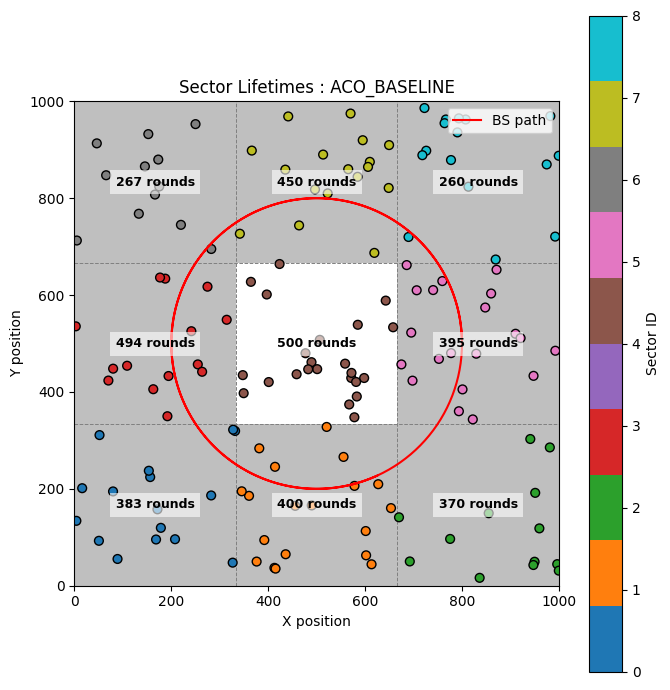 Sector Lifetimes : ACO_BASELINE
BS path
1000
800
600
400
200
0
Y position
267 rounds
450 rounds
260 rounds
494 rounds
500 rounds
395 rounds
383 rounds
400 rounds
370 rounds
0
200
400
600
800
1000
X position
8
7
6
5
4
3
2
1
0
Sector ID